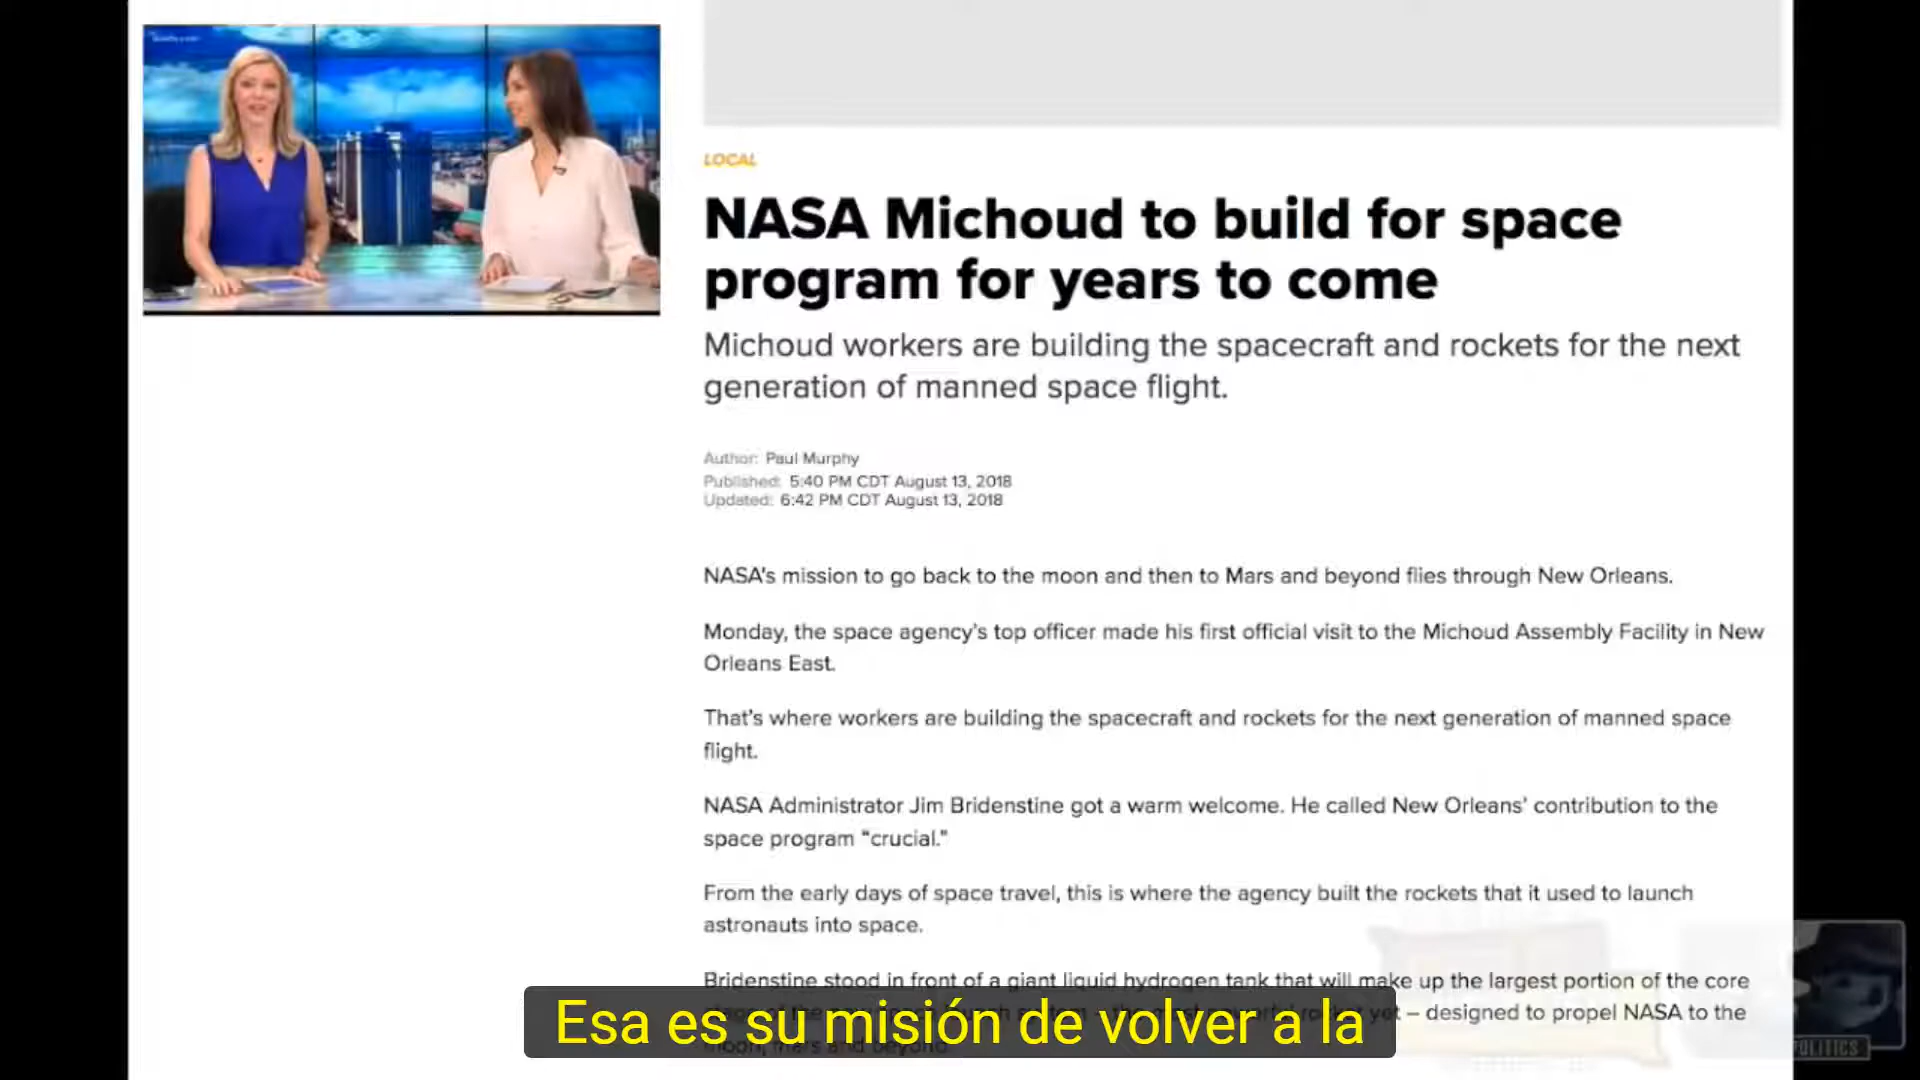 LOCAL
NASA Michoud to build for space
program for years to come
Michoud workers are building the spacecraft and rockets for the next
generation of manned space flight.
Author: Paul Murphy
Published: 5:40 PM CDT August 13, 2018
Updated: 6:42 PM CDT August 13, 2018
NASA's mission to go back to the moon and then to Mars and beyond flies through New Orleans.
Monday, the space agency's top officer made his first official visit to the Michoud Assembly Facility in New
Orleans East.
That's where workers are building the spacecraft and rockets for the next generation of manned space
flight.
NASA Administrator Jim Bridenstine got a warm welcome. He called New Orleans' contribution to the
space program “crucial.”
From the early days of space travel, this is where the agency built the rockets that it used to launch
astronauts into space.
Bridenstine stood in front of a giant liquid hydrogen tank that will make up the largest portion of the core
yet – designed to propel NASA to the
moon, mars and beyond.
Esa es su misión de volver a la
POLITICS